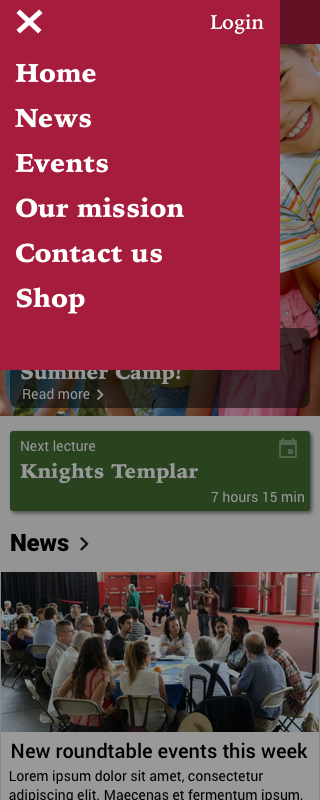 Login
Home
News
Events
Our mission
Contact us
Shop
Summer Camp!
Read more
Next lecture
Knights Templar
7 hours 15 min
News
New roundtable events this week
Lorem ipsum dolor sit amet, consectetur
adipiscing elit. Maecenas et fermentum ipsum.